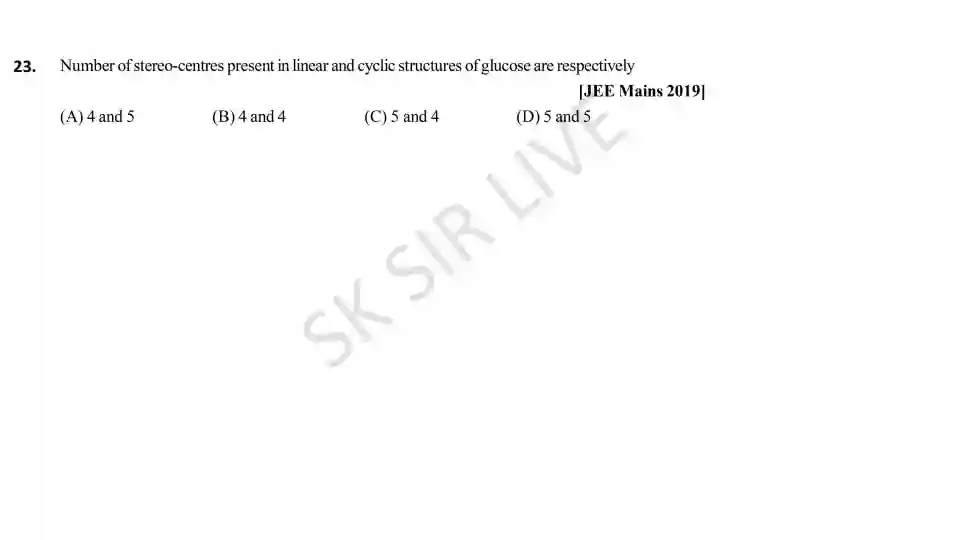 23. Number of stereo-centres present in linear and cyclic structures of glucose are respectively
[JEE Mains 2019]
(A) 4 and 5 (B) 4 and 4 (C) 5 and 4 (D) 5 and 5
SK SIR LIVE